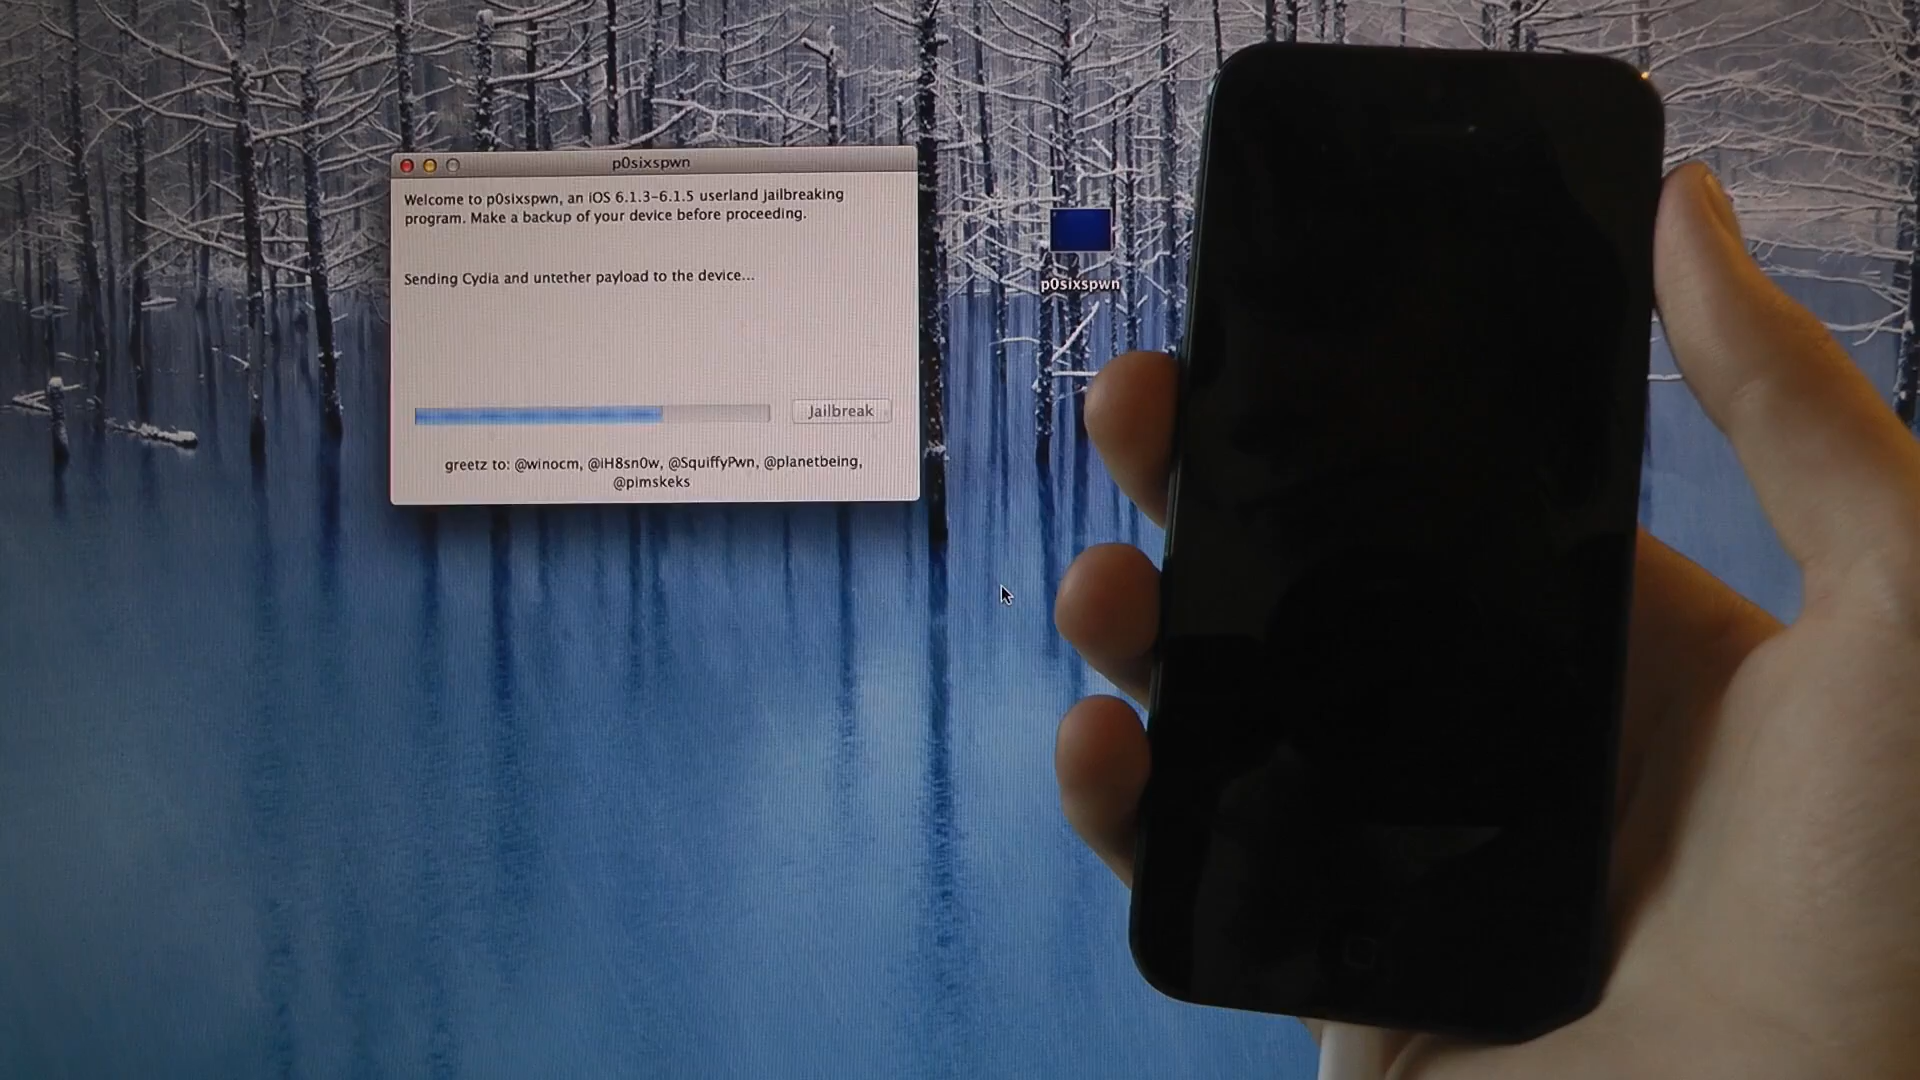 p0sixspwn
Welcome to p0sixspwn, an iOS 6.1.3-6.1.5 userland jailbreaking
program. Make a backup of your device before proceeding.
Sending Cydia and untether payload to the device...
Jailbreak
greetz to: @winocm, @iH8sn0w, @SquiffyPwn, @planetbeing,
@pimskeks
p0sixspwn